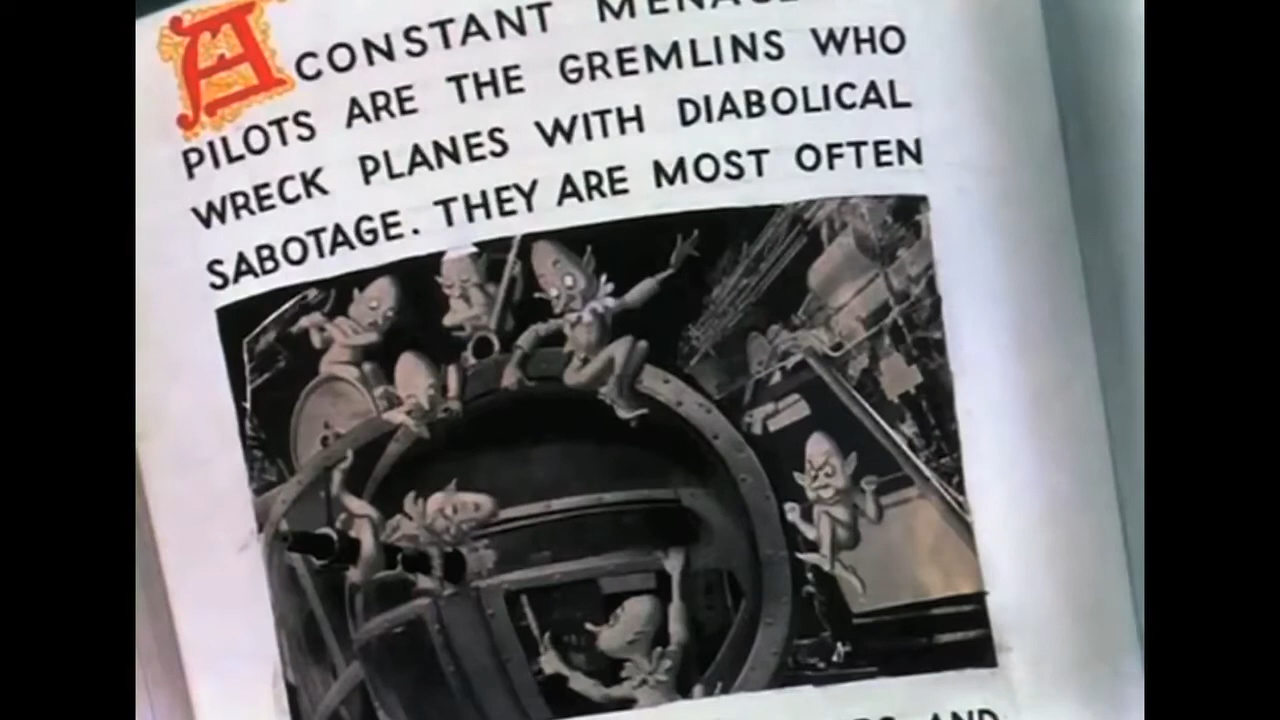 A CONSTANT
PILOTS ARE THE GREMLINS WHO
WRECK PLANES WITH DIABOLICAL
SABOTAGE. THEY ARE MOST OFTEN
AND